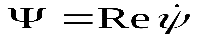 Ψ = Re ψ̇